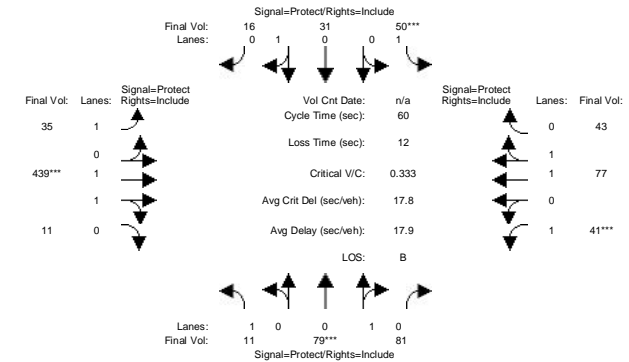 Signal=Protect/Rights=Include
Final Vol: 16 31 50***
Lanes: 0 1 0 0 1
Signal=Protect
Final Vol: Lanes: Rights=Include
Vol Cnt Date: n/a
Signal=Protect
Rights=Include Lanes: Final Vol:
Cycle Time (sec): 60
35 1
0 43
Loss Time (sec): 12
0
1
439*** 1
Critical V/C: 0.333
1 77
1
Avg Crit Del (sec/veh): 17.8
0
11 0
Avg Delay (sec/veh): 17.9
1 41***
LOS: B
Lanes: 1 0 0 1 0
Final Vol: 11 79*** 81
Signal=Protect/Rights=Include